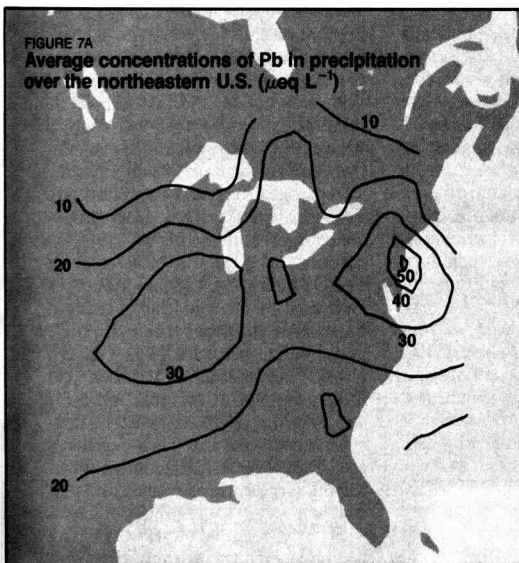 FIGURE 7A
Average concentrations of Pb in precipitation
over the northeastern U.S. (μeq L⁻¹)
10
10
20
50
40
30
30
20